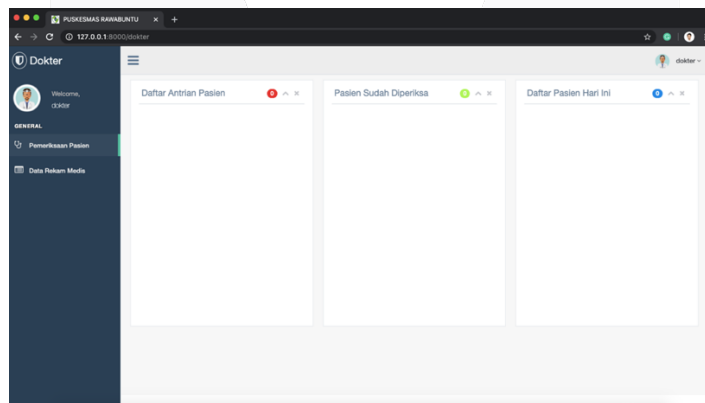 PUSKESMAS RAWABUNTU
127.0.0.1:8000/dokter
Dokter
dokter
Welcome,
dokter
GENERAL
Pemeriksaan Pasien
Data Rekam Medis
Daftar Antrian Pasien 0
Pasien Sudah Diperiksa 0
Daftar Pasien Hari Ini 0